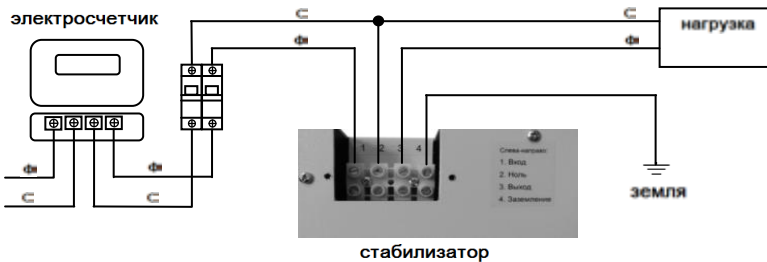 электросчетчик
нагрузка
1 2 3 4
Слева-направо:
1. Вход
2. Ноль
3. Выход
4. Заземление
земля
стабилизатор